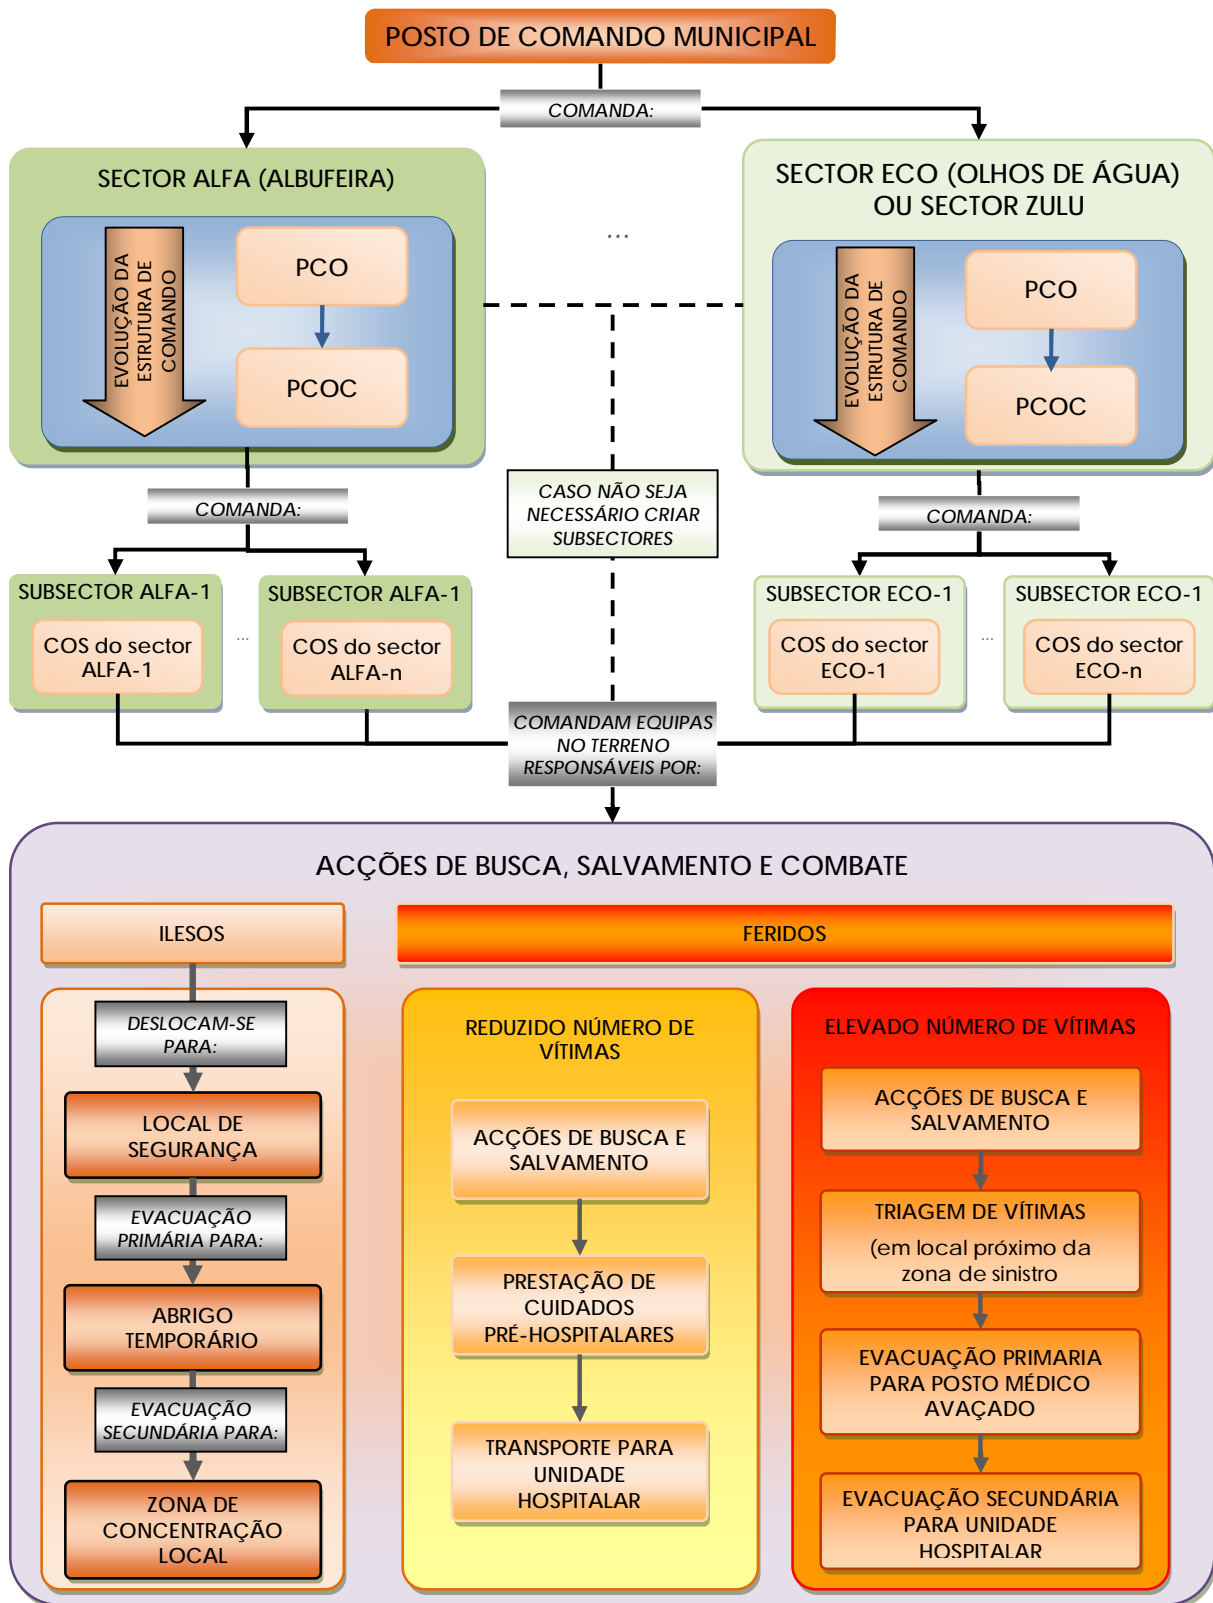 POSTO DE COMANDO MUNICIPAL
COMANDA:
SECTOR ALFA (ALBUFEIRA)
EVOLUÇÃO DA
ESTRUTURA DE
COMANDO
PCO
PCOC
...
SECTOR ECO (OLHOS DE ÁGUA)
OU SECTOR ZULU
EVOLUÇÃO DA
ESTRUTURA DE
COMANDO
PCO
PCOC
COMANDA:
CASO NÃO SEJA
NECESSÁRIO CRIAR
SUBSECTORES
COMANDA:
SUBSECTOR ALFA-1
COS do sector
ALFA-1
...
SUBSECTOR ALFA-1
COS do sector
ALFA-n
SUBSECTOR ECO-1
COS do sector
ECO-1
...
SUBSECTOR ECO-1
COS do sector
ECO-n
COMANDAM EQUIPAS
NO TERRENO
RESPONSÁVEIS POR:
ACÇÕES DE BUSCA, SALVAMENTO E COMBATE
ILESOS
DESLOCAM-SE
PARA:
LOCAL DE
SEGURANÇA
EVACUAÇÃO
PRIMÁRIA PARA:
ABRIGO
TEMPORÁRIO
EVACUAÇÃO
SECUNDÁRIA PARA:
ZONA DE
CONCENTRAÇÃO
LOCAL
FERIDOS
REDUZIDO NÚMERO DE
VÍTIMAS
ACÇÕES DE BUSCA E
SALVAMENTO
PRESTAÇÃO DE
CUIDADOS
PRÉ-HOSPITALARES
TRANSPORTE PARA
UNIDADE
HOSPITALAR
ELEVADO NÚMERO DE VÍTIMAS
ACÇÕES DE BUSCA E
SALVAMENTO
TRIAGEM DE VÍTIMAS
(em local próximo da
zona de sinistro
EVACUAÇÃO PRIMARIA
PARA POSTO MÉDICO
AVAÇADO
EVACUAÇÃO SECUNDÁRIA
PARA UNIDADE
HOSPITALAR